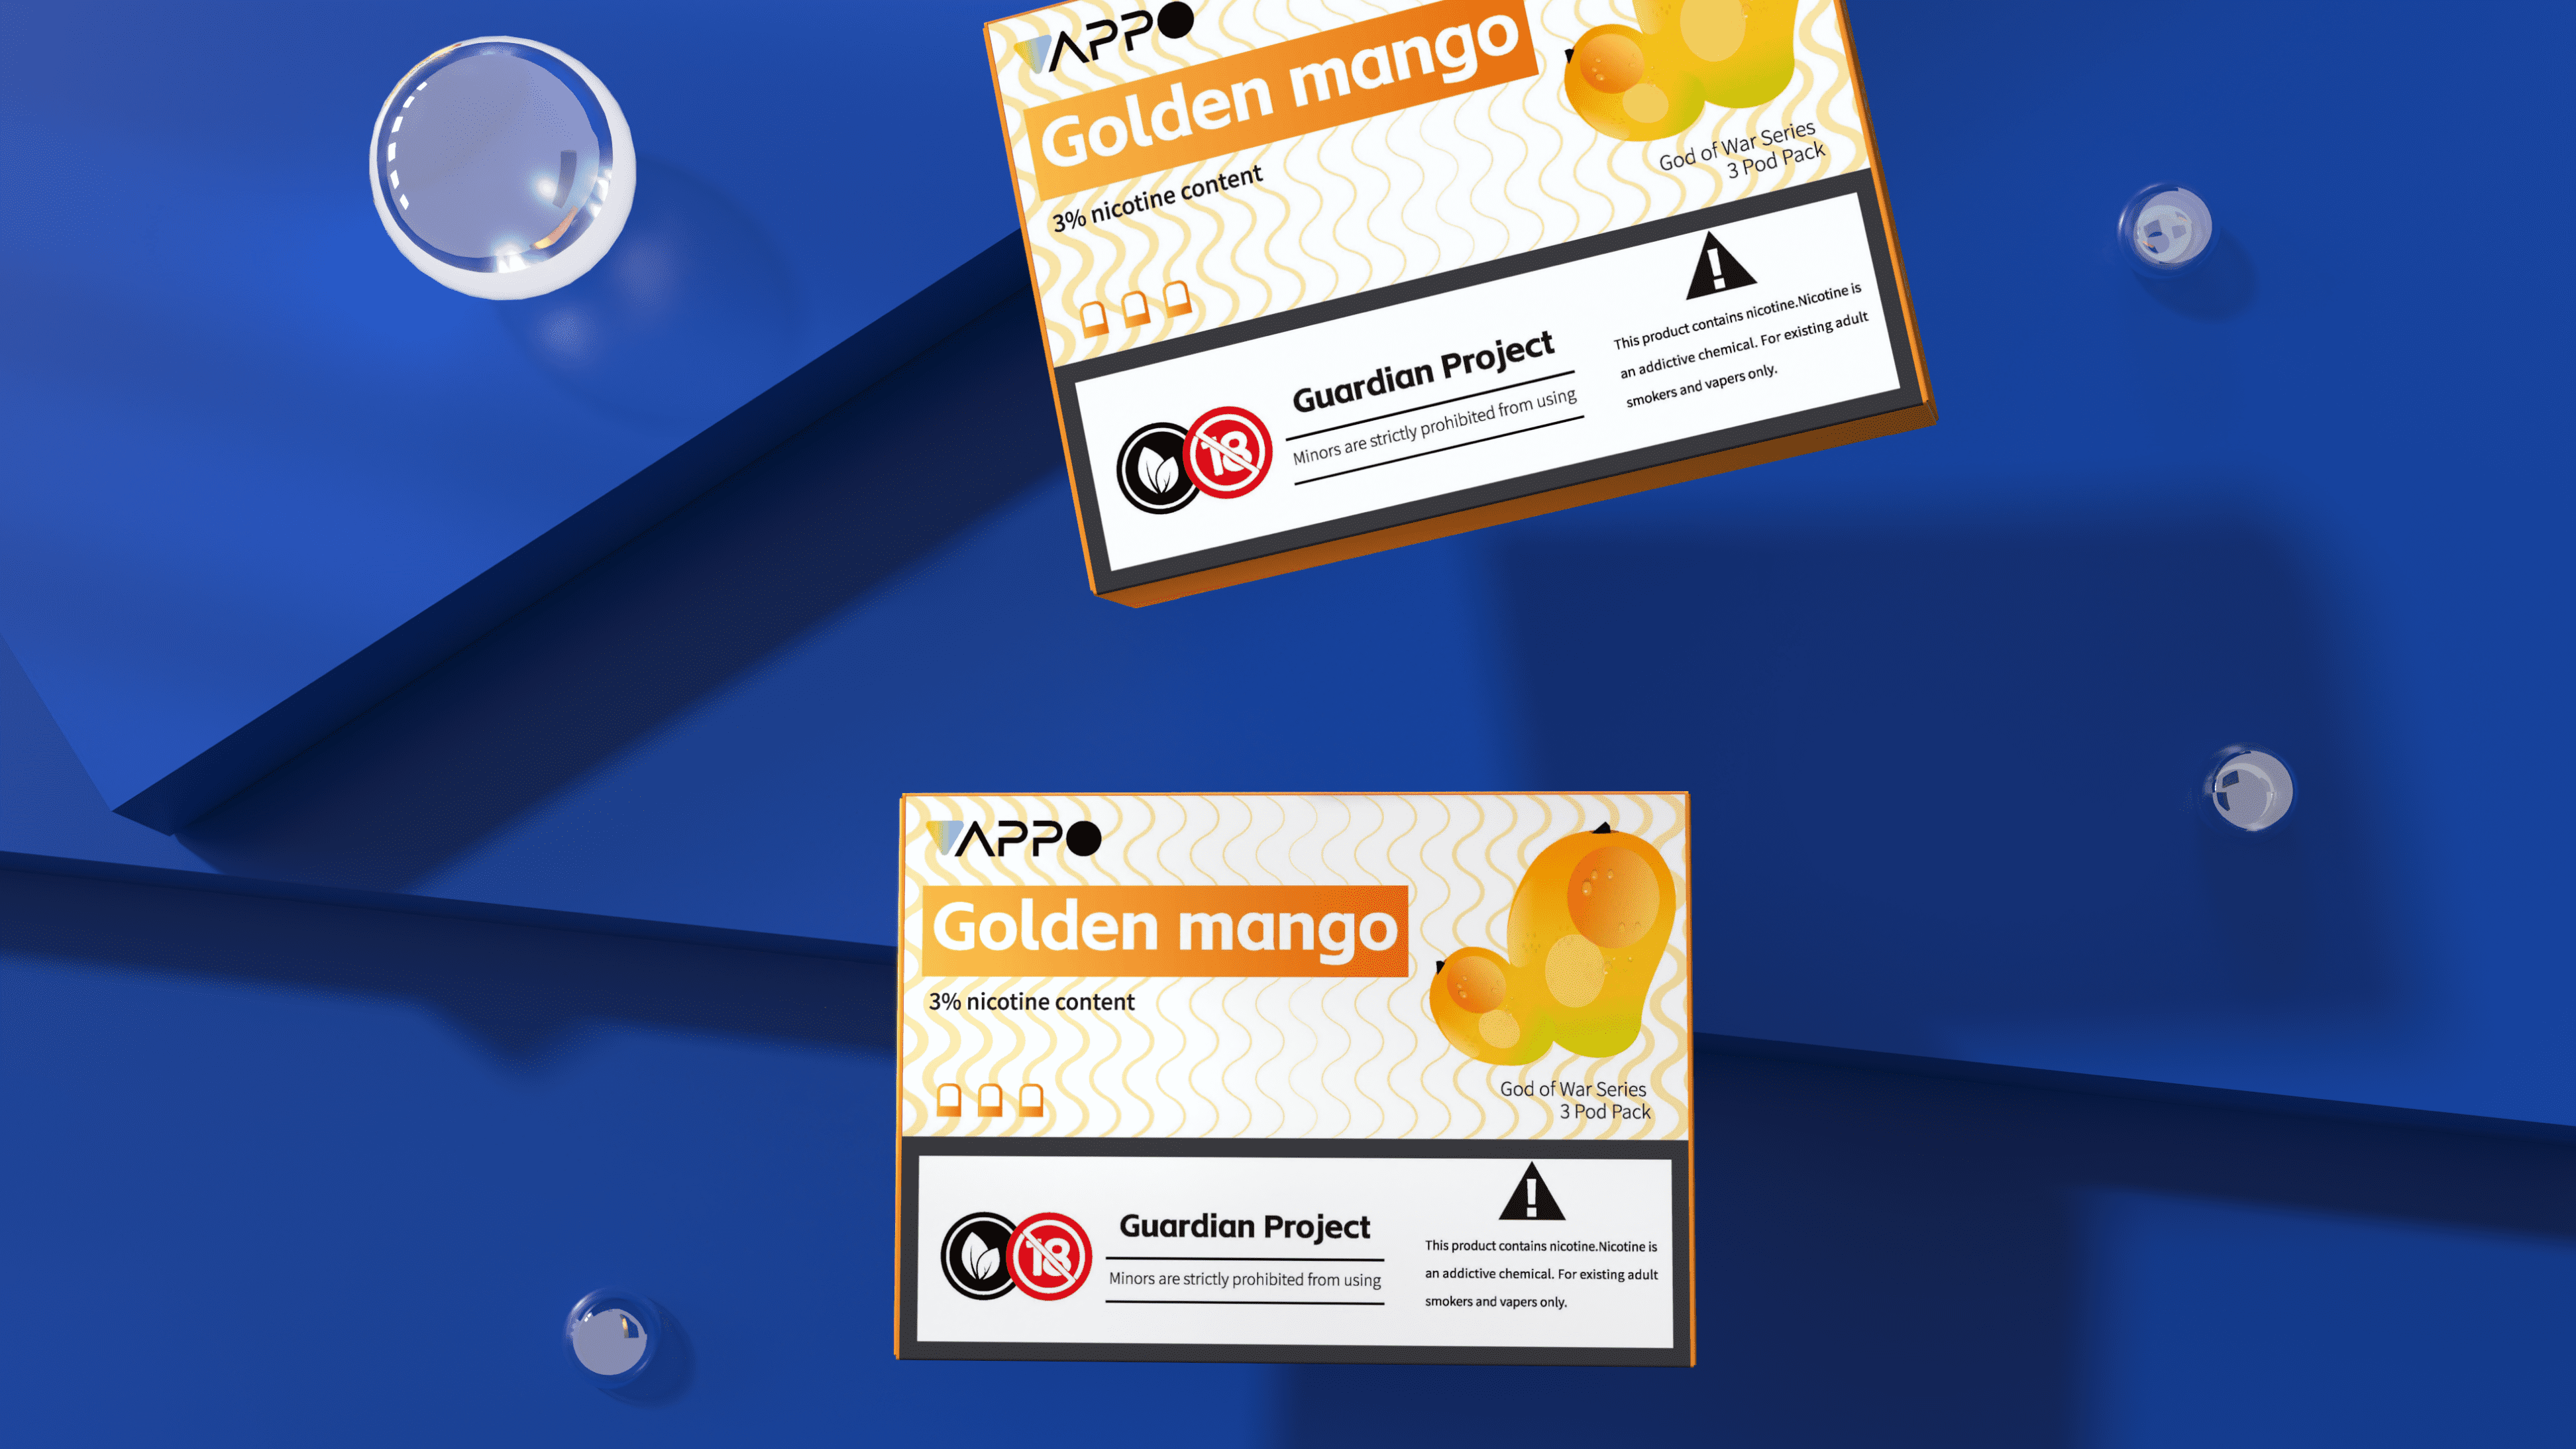 VAPPO
Golden mango
3% nicotine content
God of War Series
3 Pod Pack
Guardian Project
Minors are strictly prohibited from using
18
This product contains nicotine.Nicotine is
an addictive chemical. For existing adult
smokers and vapers only.
VAPPO
Golden mango
3% nicotine content
God of War Series
3 Pod Pack
18
Guardian Project
Minors are strictly prohibited from using
This product contains nicotine.Nicotine is
an addictive chemical. For existing adult
smokers and vapers only.